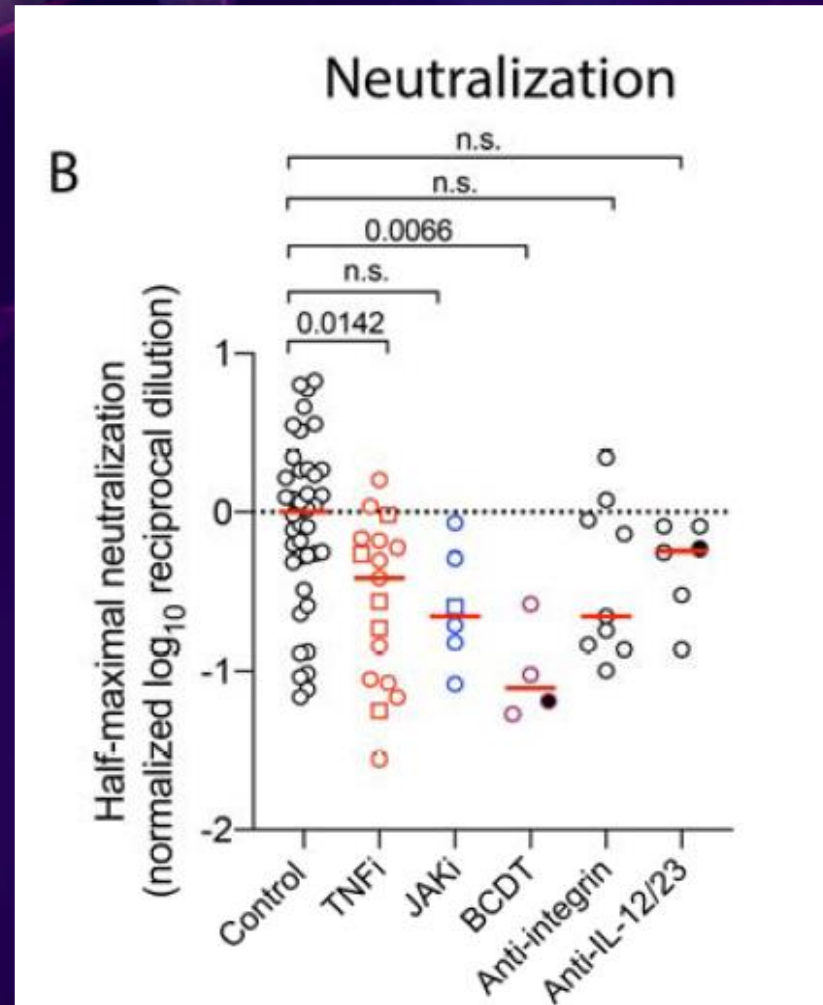 Neutralization
B
n.s.
n.s.
0.0066
n.s.
0.0142
Half-maximal neutralization
(normalized log10 reciprocal dilution)
1
0
-1
-2
Control
TNFi
JAKi
BCDT
Anti-integrin
Anti-IL-12/23